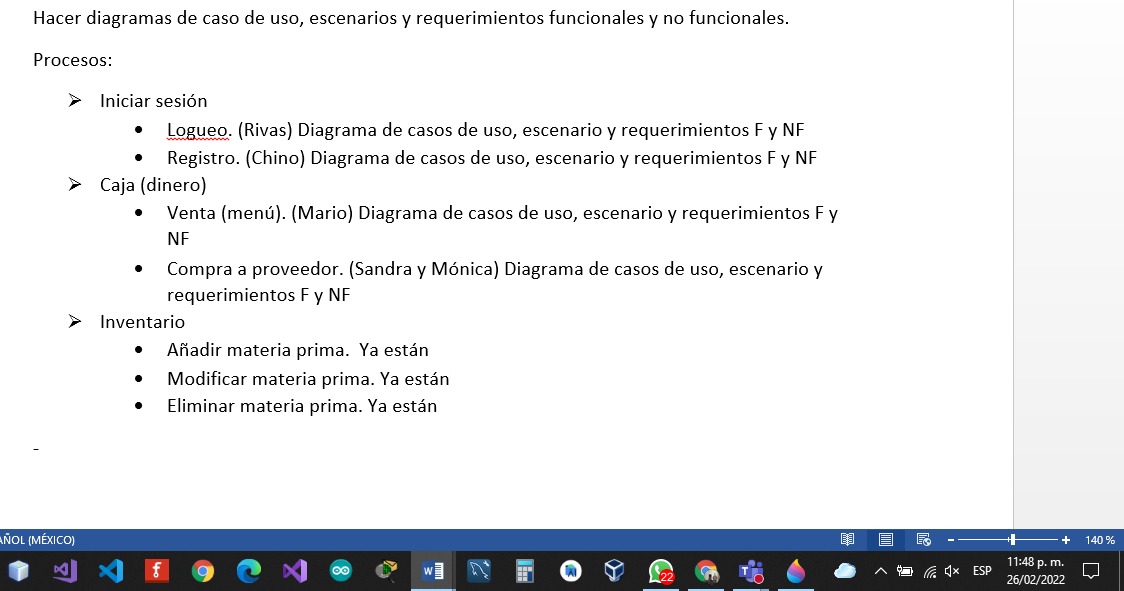 Hacer diagramas de caso de uso, escenarios y requerimientos funcionales y no funcionales.
Procesos:
➢ Iniciar sesión
• Logueo. (Rivas) Diagrama de casos de uso, escenario y requerimientos F y NF
• Registro. (Chino) Diagrama de casos de uso, escenario y requerimientos F y NF
➢ Caja (dinero)
• Venta (menú). (Mario) Diagrama de casos de uso, escenario y requerimientos F y
NF
• Compra a proveedor. (Sandra y Mónica) Diagrama de casos de uso, escenario y
requerimientos F y NF
➢ Inventario
• Añadir materia prima.  Ya están
• Modificar materia prima. Ya están
• Eliminar materia prima. Ya están
-
AÑOL (MÉXICO)
140 %
22
ESP
11:48 p. m.
26/02/2022